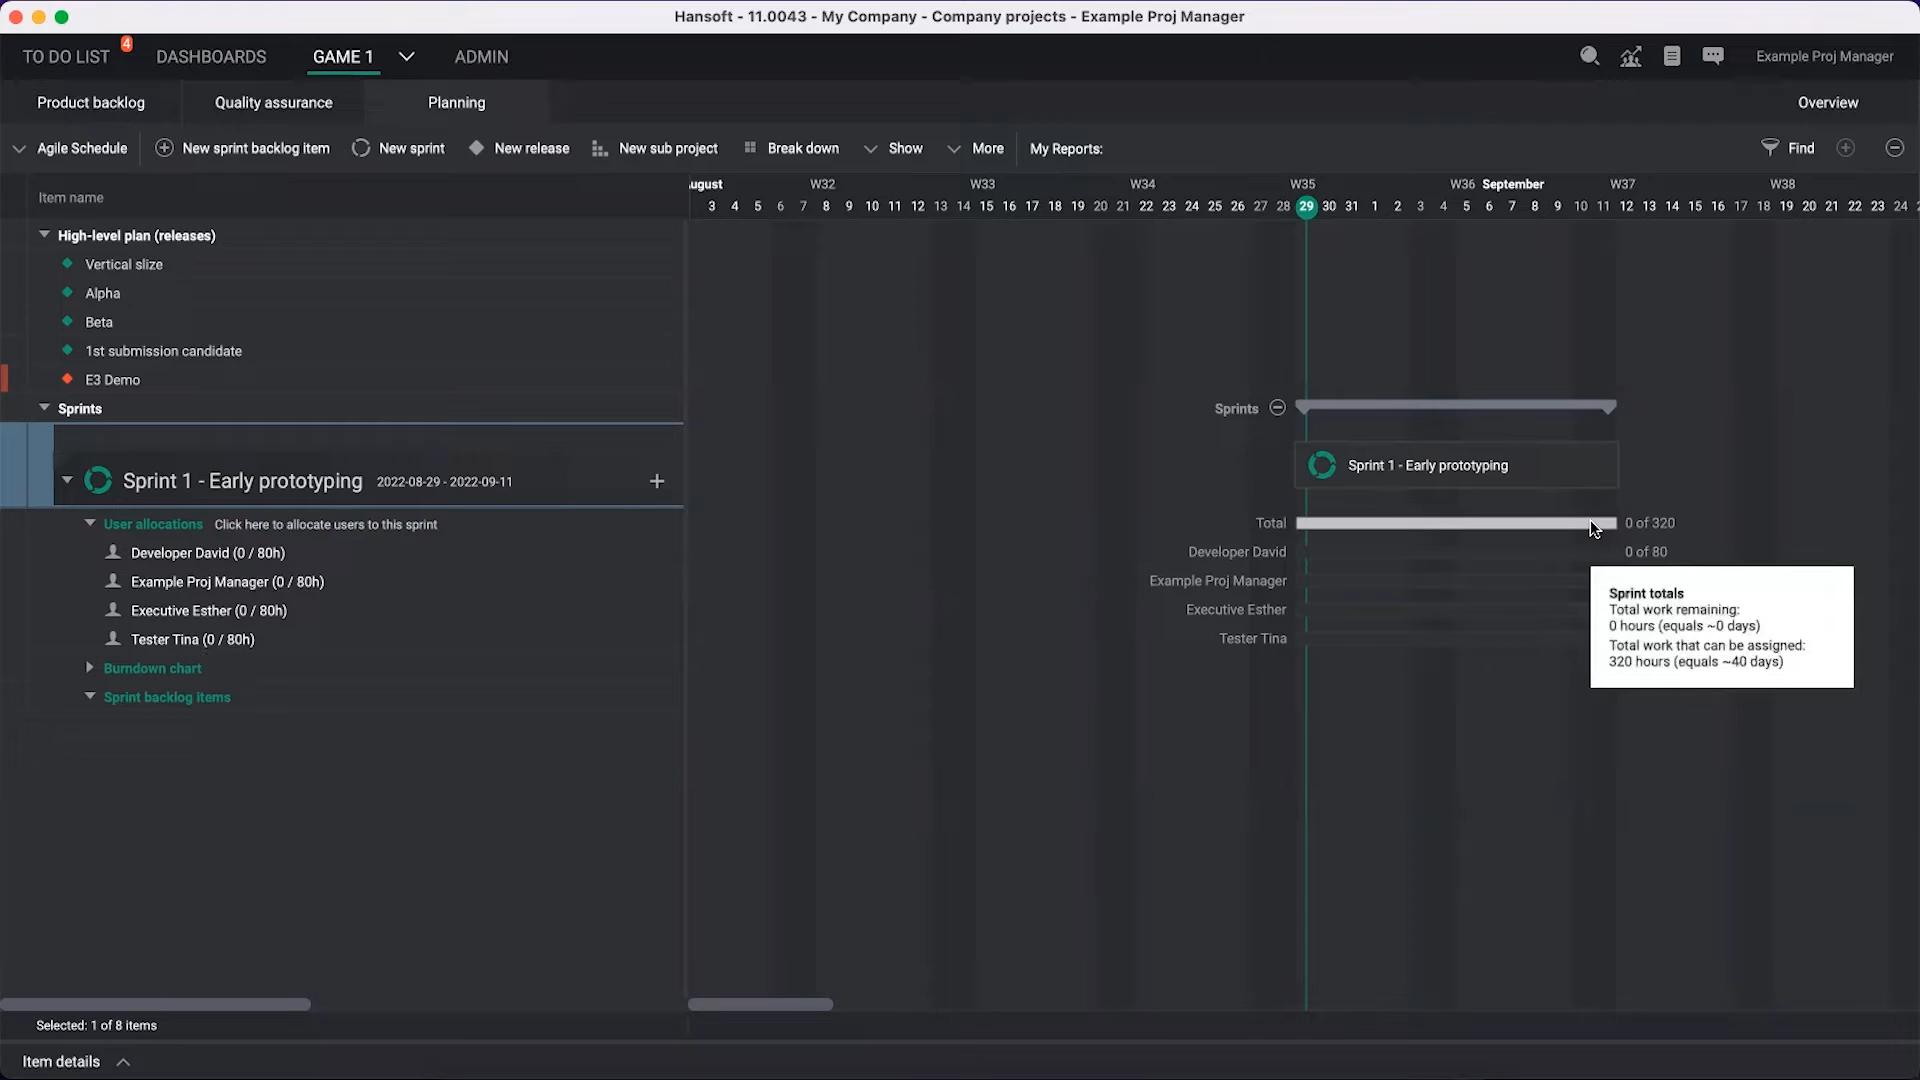 Hansoft - 11.0043 - My Company - Company projects - Example Proj Manager
TO DO LIST 4 DASHBOARDS GAME 1 ADMIN Example Proj Manager
Product backlog Quality assurance Planning Overview
Agile Schedule New sprint backlog item New sprint New release New sub project Break down Show More My Reports: Find
Item name
ugust W32 W33 W34 W35 W36 September W37 W38
3 4 5 6 7 8 9 10 11 12 13 14 15 16 17 18 19 20 21 22 23 24 25 26 27 28 29 30 31 1 2 3 4 5 6 7 8 9 10 11 12 13 14 15 16 17 18 19 20 21 22 23 24
High-level plan (releases)
Vertical slize
Alpha
Beta
1st submission candidate
E3 Demo
Sprints
Sprint 1 - Early prototyping 2022-08-29 - 2022-09-11
User allocations Click here to allocate users to this sprint
Developer David (0 / 80h)
Example Proj Manager (0 / 80h)
Executive Esther (0 / 80h)
Tester Tina (0 / 80h)
Burndown chart
Sprint backlog items
Sprints
Sprint 1 - Early prototyping
Total 0 of 320
Developer David 0 of 80
Example Proj Manager
Executive Esther
Tester Tina
Sprint totals
Total work remaining:
0 hours (equals ~0 days)
Total work that can be assigned:
320 hours (equals ~40 days)
Selected: 1 of 8 items
Item details